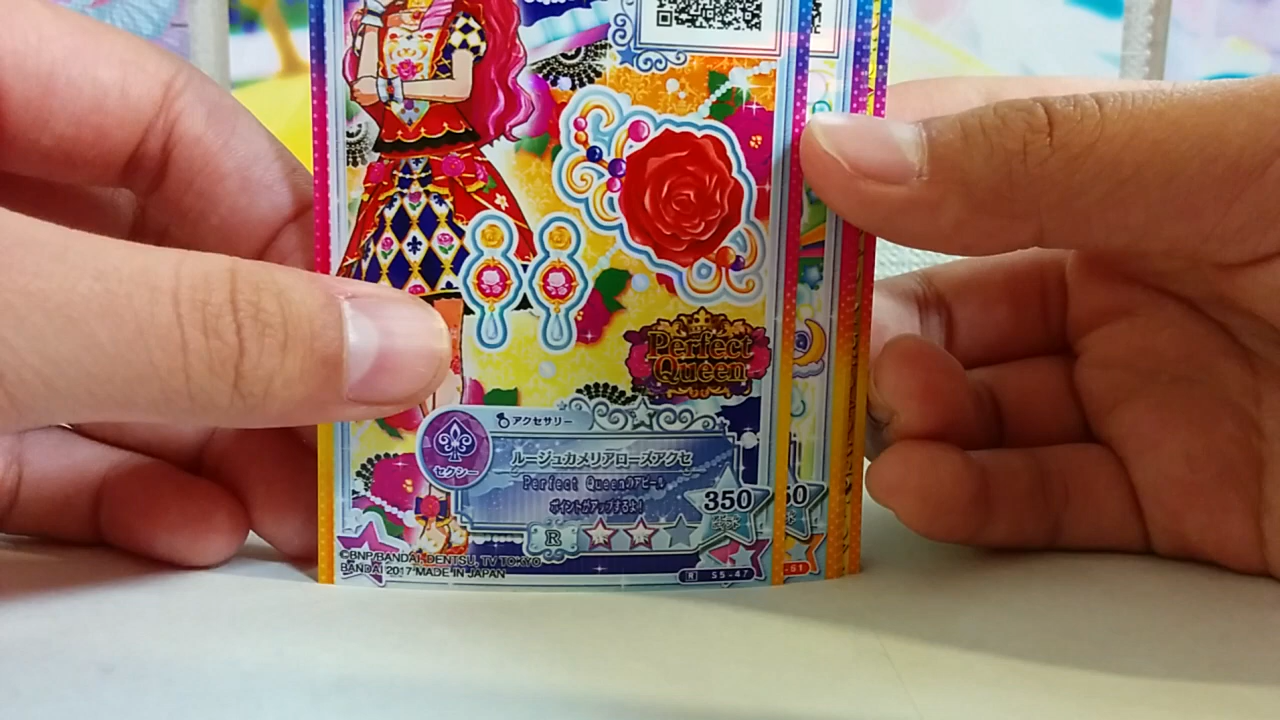 Perfect
Queen
アクセサリー
セクシー
ルージュカメリアローズアクセ
Perfect Queenのアピール
ポイントがアップするよ!
350
R
©BNP/BANDAI, DENTSU, TV TOKYO
BANDAI 2017 MADE IN JAPAN
R S5-47
-S1